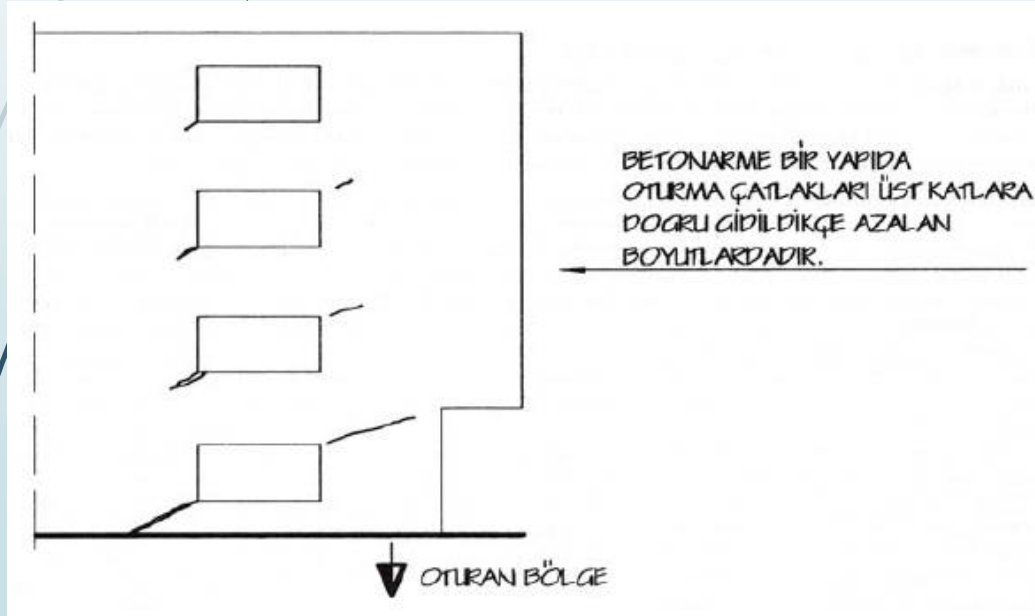 BETONARME BİR YAPIDA
OTURMA ÇATLAKLARI ÜST KATLARA
DOGRU GİDİLDİKÇE AZALAN
BOYUTLARDADIR.
OTURAN BÖLGE